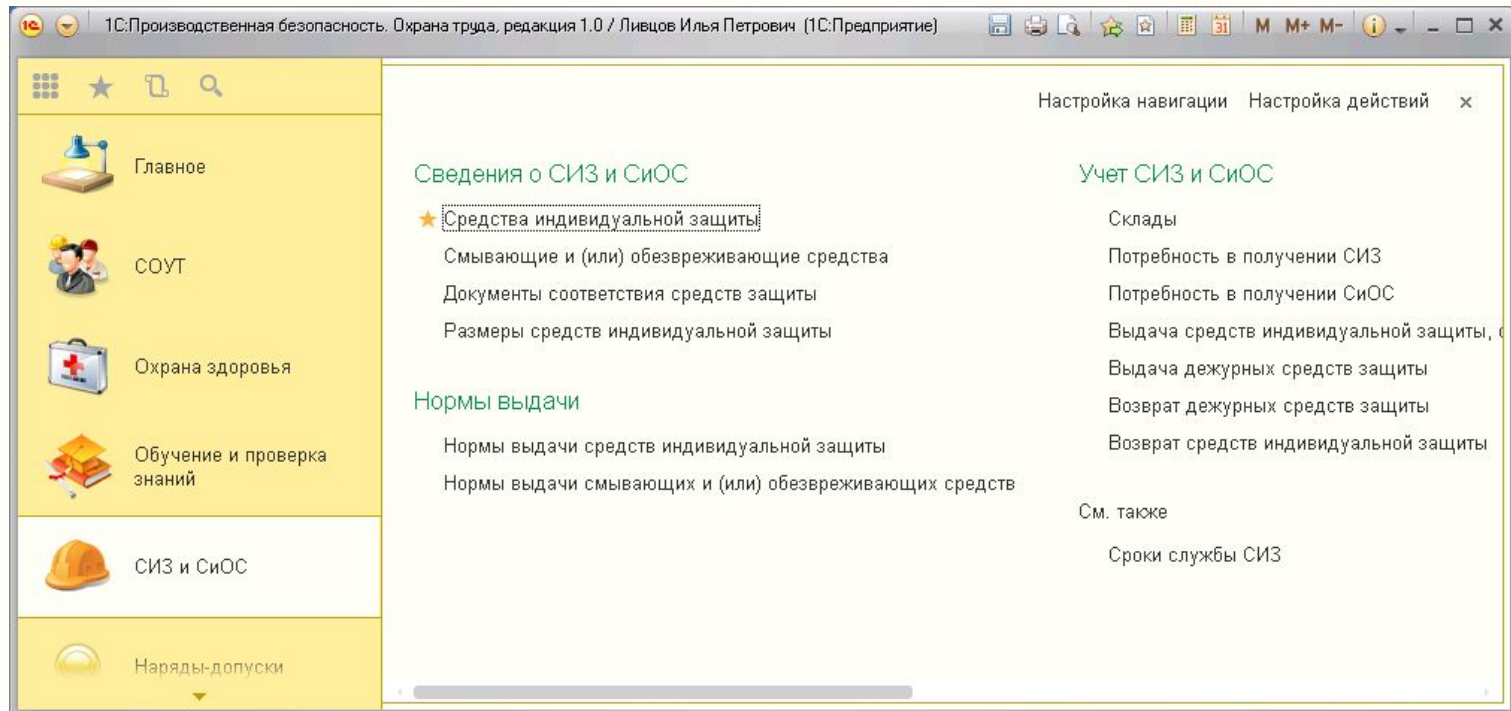 1С:Производственная безопасность. Охрана труда, редакция 1.0 / Ливцов Илья Петрович (1С:Предприятие)
31 M M+ M-
Настройка навигации Настройка действий
Главное
СОУТ
Охрана здоровья
Обучение и проверка
знаний
СИЗ и СиОС
Наряды-допуски
Сведения о СИЗ и СиОС
Средства индивидуальной защиты
Смывающие и (или) обезвреживающие средства
Документы соответствия средств защиты
Размеры средств индивидуальной защиты
Нормы выдачи
Нормы выдачи средств индивидуальной защиты
Нормы выдачи смывающих и (или) обезвреживающих средств
Учет СИЗ и СиОС
Склады
Потребность в получении СИЗ
Потребность в получении СиОС
Выдача средств индивидуальной защиты,
Выдача дежурных средств защиты
Возврат дежурных средств защиты
Возврат средств индивидуальной защиты
См. также
Сроки службы СИЗ